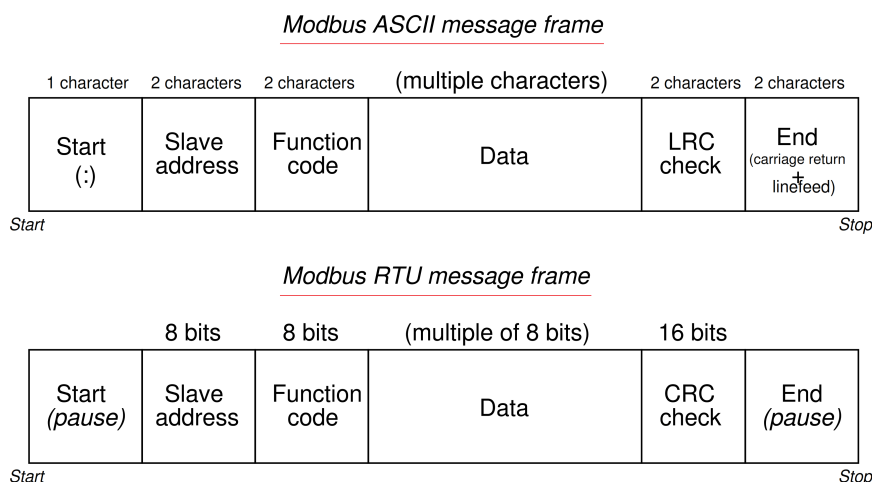 Modbus ASCII message frame
1 character 2 characters 2 characters (multiple characters) 2 characters 2 characters
Start
(:)
Slave
address
Function
code
Data
LRC
check
End
(carriage return
+
linefeed)
Start
Stop
Modbus RTU message frame
8 bits 8 bits (multiple of 8 bits) 16 bits
Start
(pause)
Slave
address
Function
code
Data
CRC
check
End
(pause)
Start
Stop